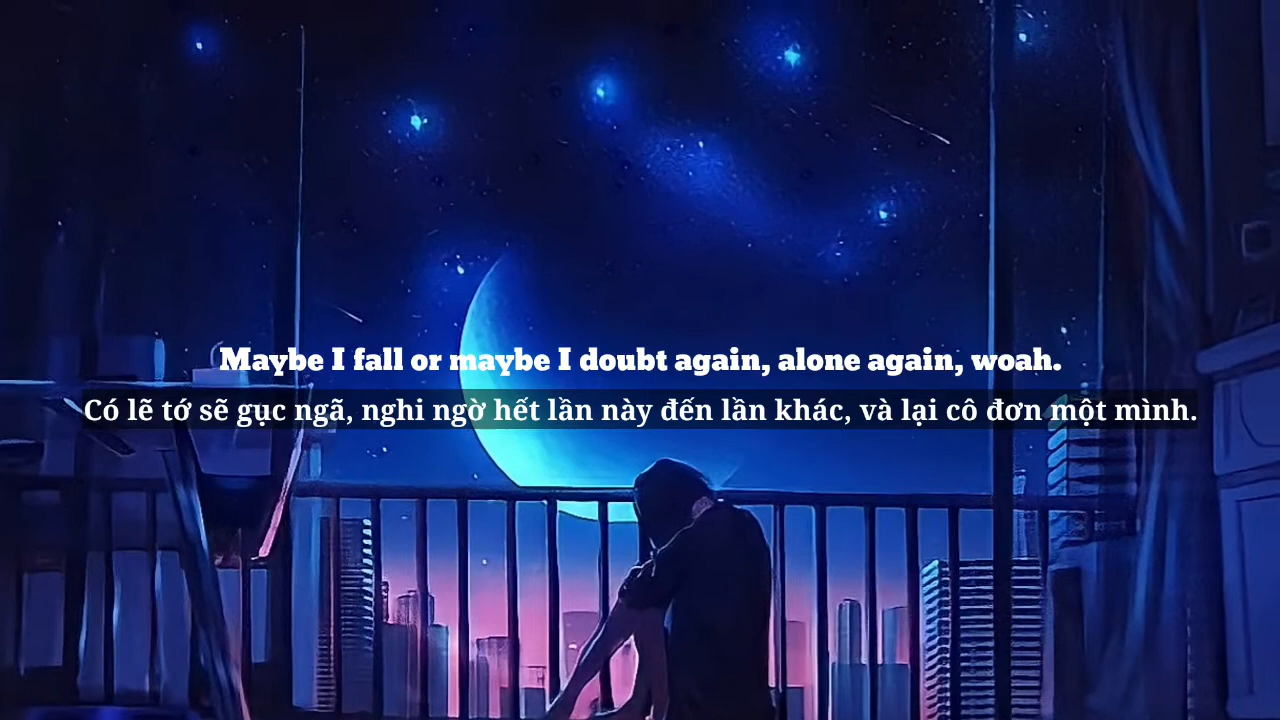 Maybe I fall or maybe I doubt again, alone again, woah.
Có lẽ tớ sẽ gục ngã, nghi ngờ hết lần này đến lần khác, và lại cô đơn một mình.